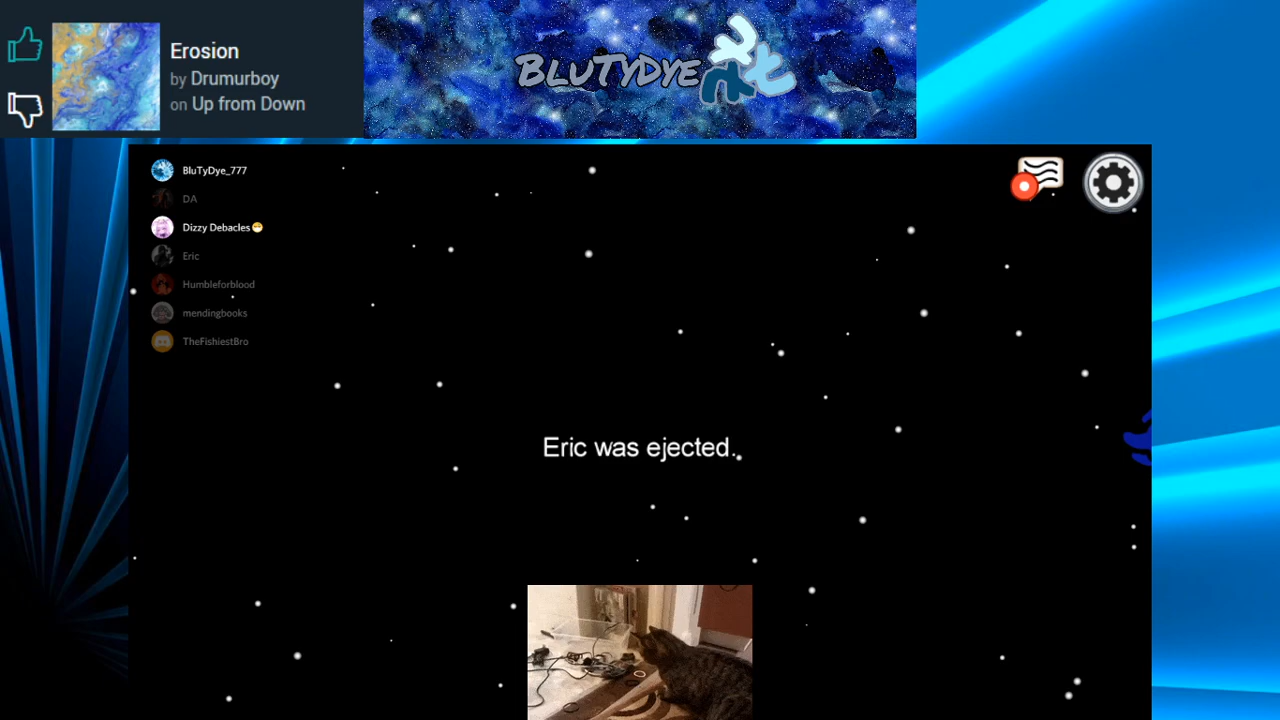 Erosion
by Drumurboy
on Up from Down
BluTyDye
BluTyDye_777
DA
Dizzy Debacles😁
Eric
Humbleforblood
mendingbooks
TheFishiestBro
Eric was ejected.